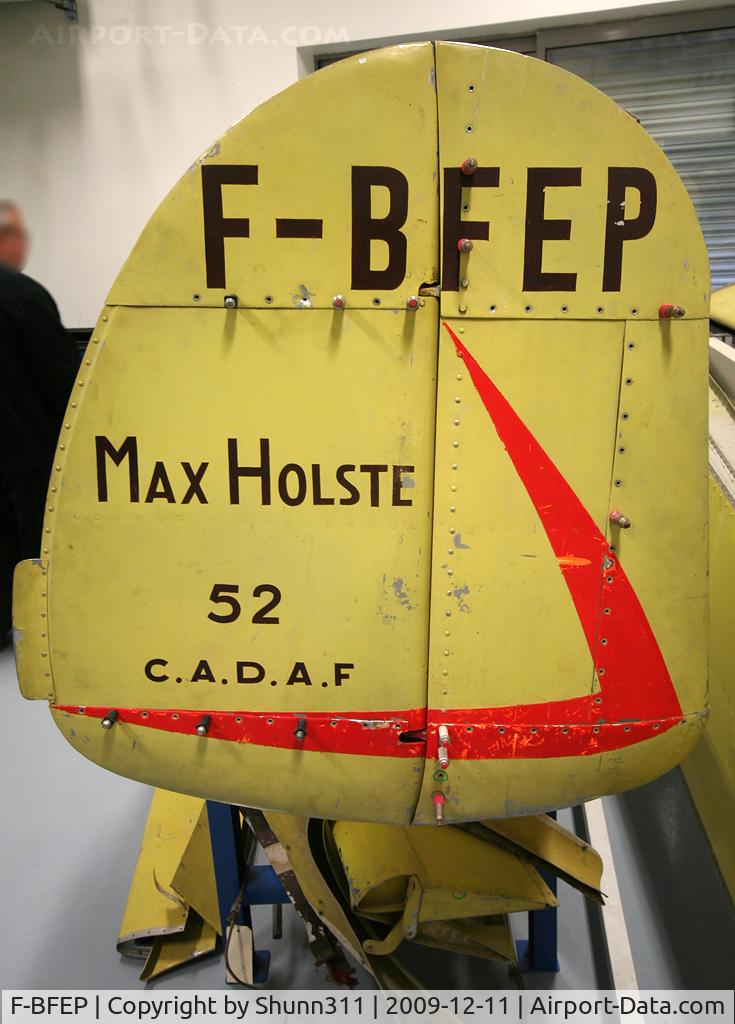 Airport-Data.com
F-BFEP
Max Holste
52
C.A.D.A.F
F-BFEP | Copyright by Shunn311 | 2009-12-11 | Airport-Data.com